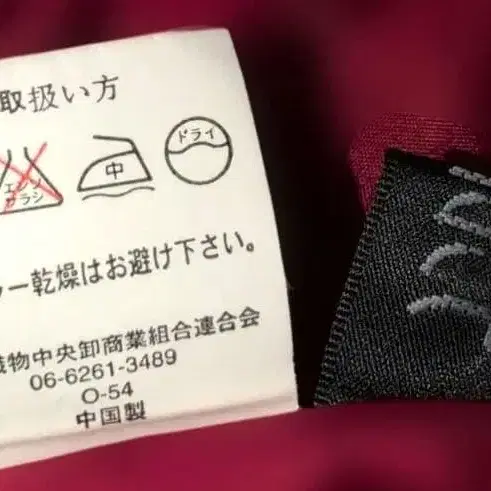 取扱い方
エンソ
サラシ
中
ドライ
ー乾燥はお避け下さい。
物中央卸商業組合連合会
06-6261-3489
O-54
中国製